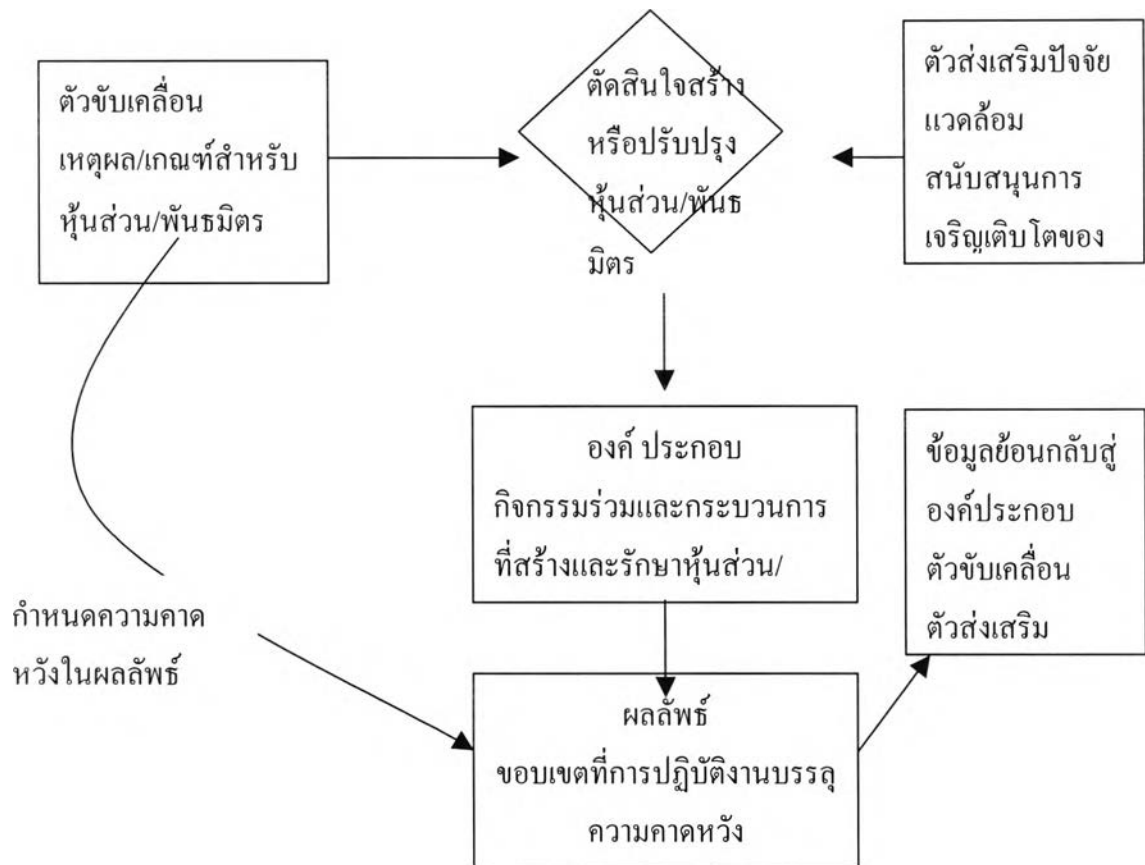 ตัวขับเคลื่อน
เหตุผล/เกณฑ์สำหรับ
หุ้นส่วน/พันธมิตร
ตัดสินใจสร้าง
หรือปรับปรุง
หุ้นส่วน/พันธ
มิตร
ตัวส่งเสริมปัจจัย
แวดล้อม
สนับสนุนการ
เจริญเติบโตของ
องค์ ประกอบ
กิจกรรมร่วมและกระบวนการ
ที่สร้างและรักษาหุ้นส่วน/
ข้อมูลย้อนกลับสู่
องค์ประกอบ
ตัวขับเคลื่อน
ตัวส่งเสริม
กำหนดความคาด
หวังในผลลัพธ์
ผลลัพธ์
ขอบเขตที่การปฏิบัติงานบรรลุ
ความคาดหวัง